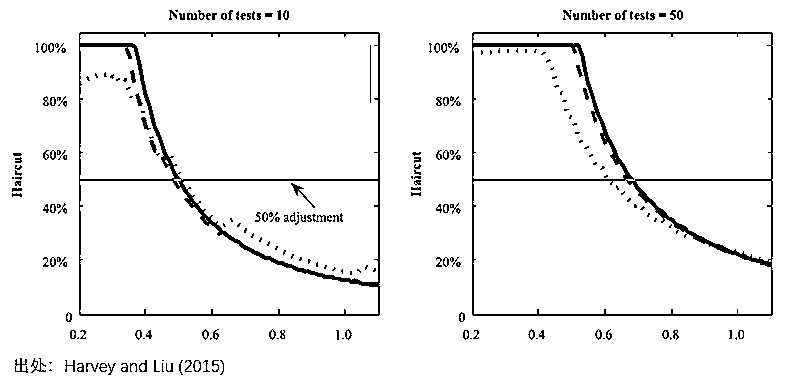 Number of tests = 10
Number of tests = 50
100%
80%
60%
40%
20%
0
Haircut
50% adjustment
0.2 0.4 0.6 0.8 1.0
100%
80%
60%
40%
20%
0
Haircut
0.2 0.4 0.6 0.8 1.0
出处：Harvey and Liu (2015)